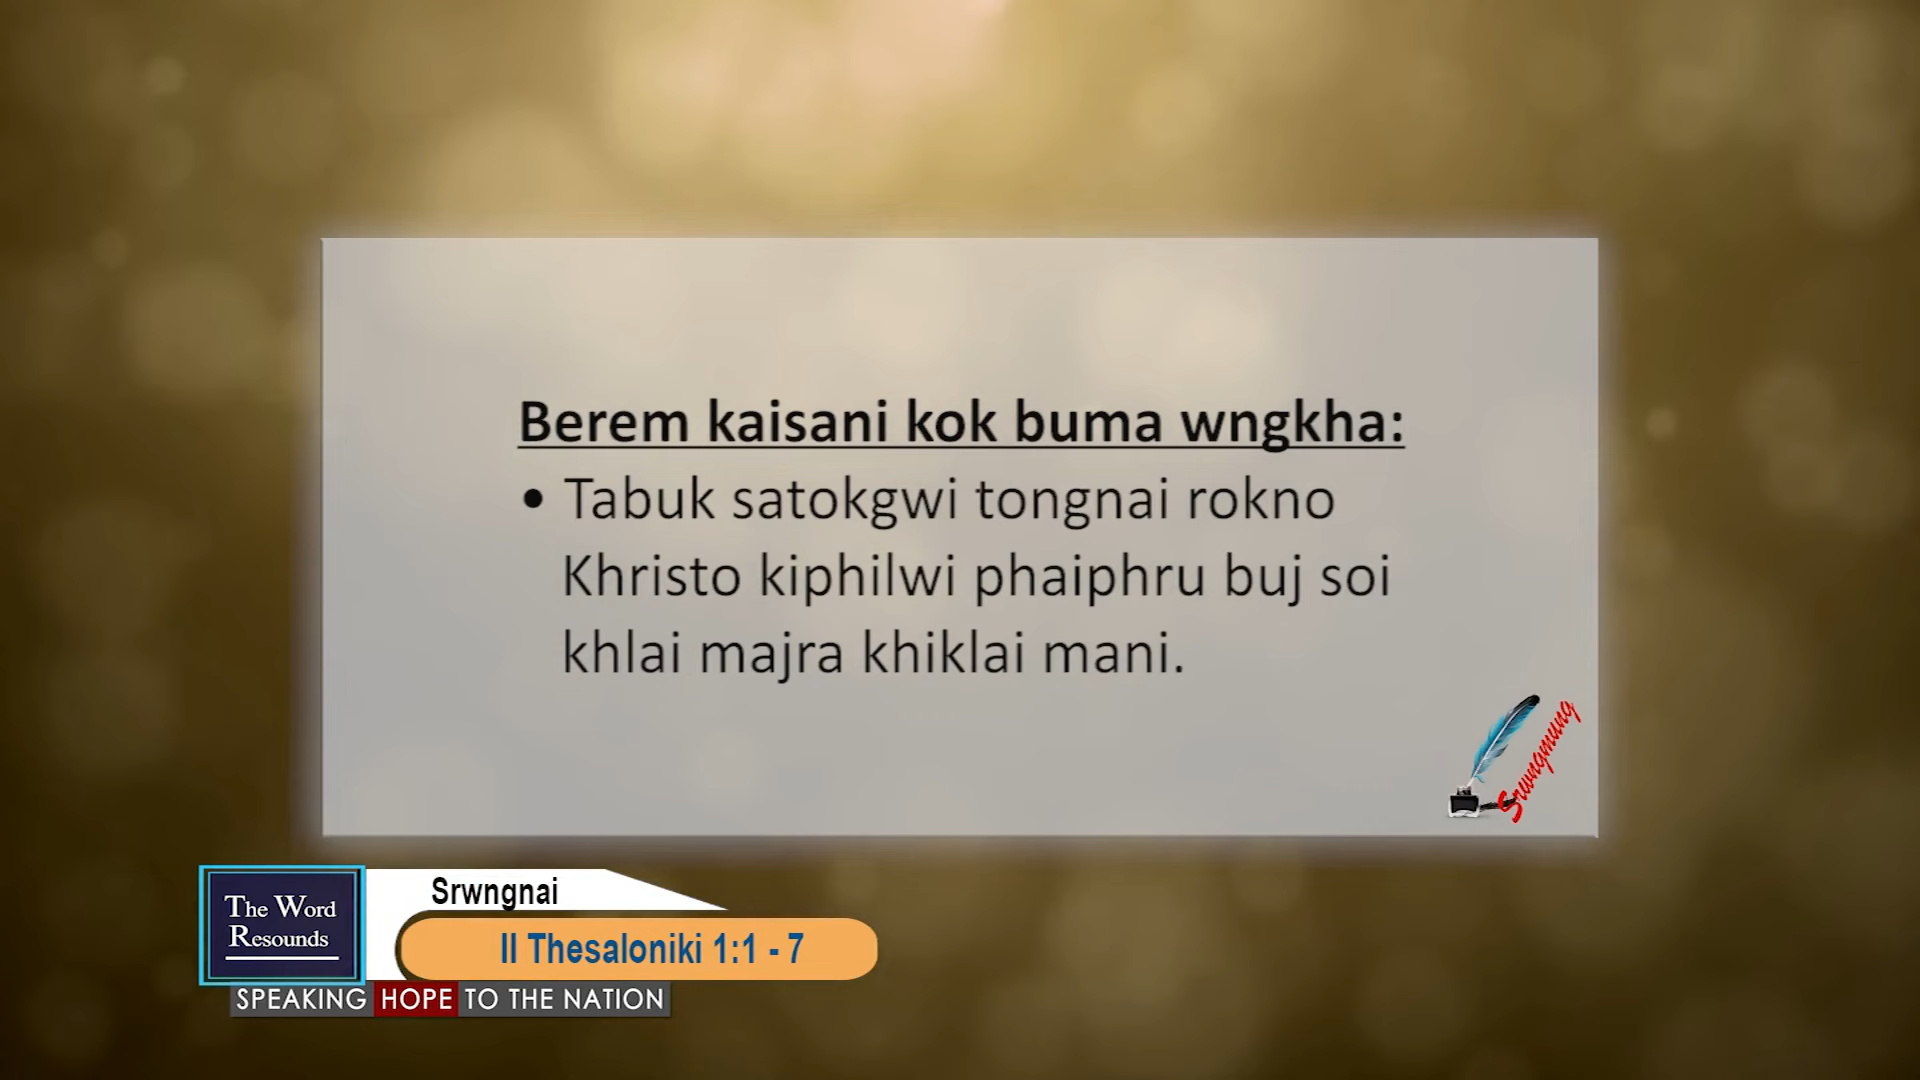 Berem kaisani kok buma wngkha:
• Tabuk satokgwi tongnai rokno
Khristo kiphilwi phaiphru buj soi
khlai majra khiklai mani.
Srwngmung
Srwngnai
The Word
Resounds
II Thesaloniki 1:1 - 7
SPEAKING HOPE TO THE NATION